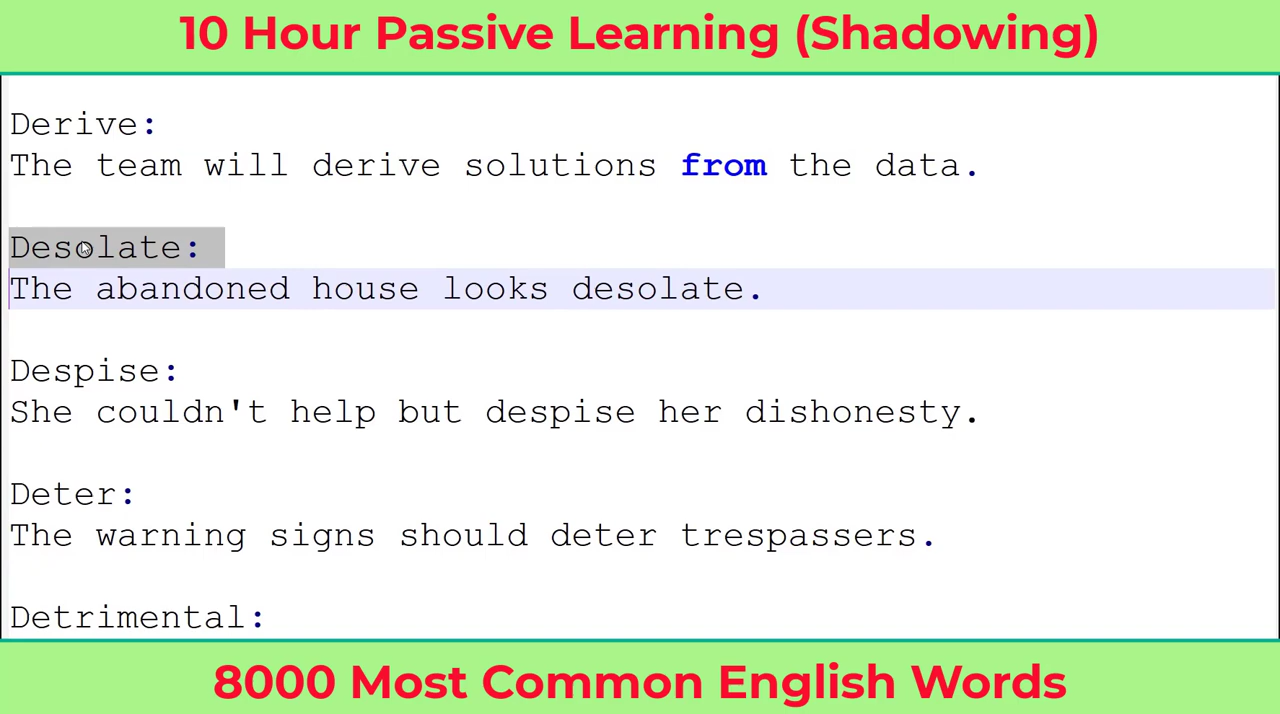 10 Hour Passive Learning (Shadowing)
Derive:
The team will derive solutions from the data.
Desolate:
The abandoned house looks desolate.
Despise:
She couldn't help but despise her dishonesty.
Deter:
The warning signs should deter trespassers.
Detrimental:
8000 Most Common English Words